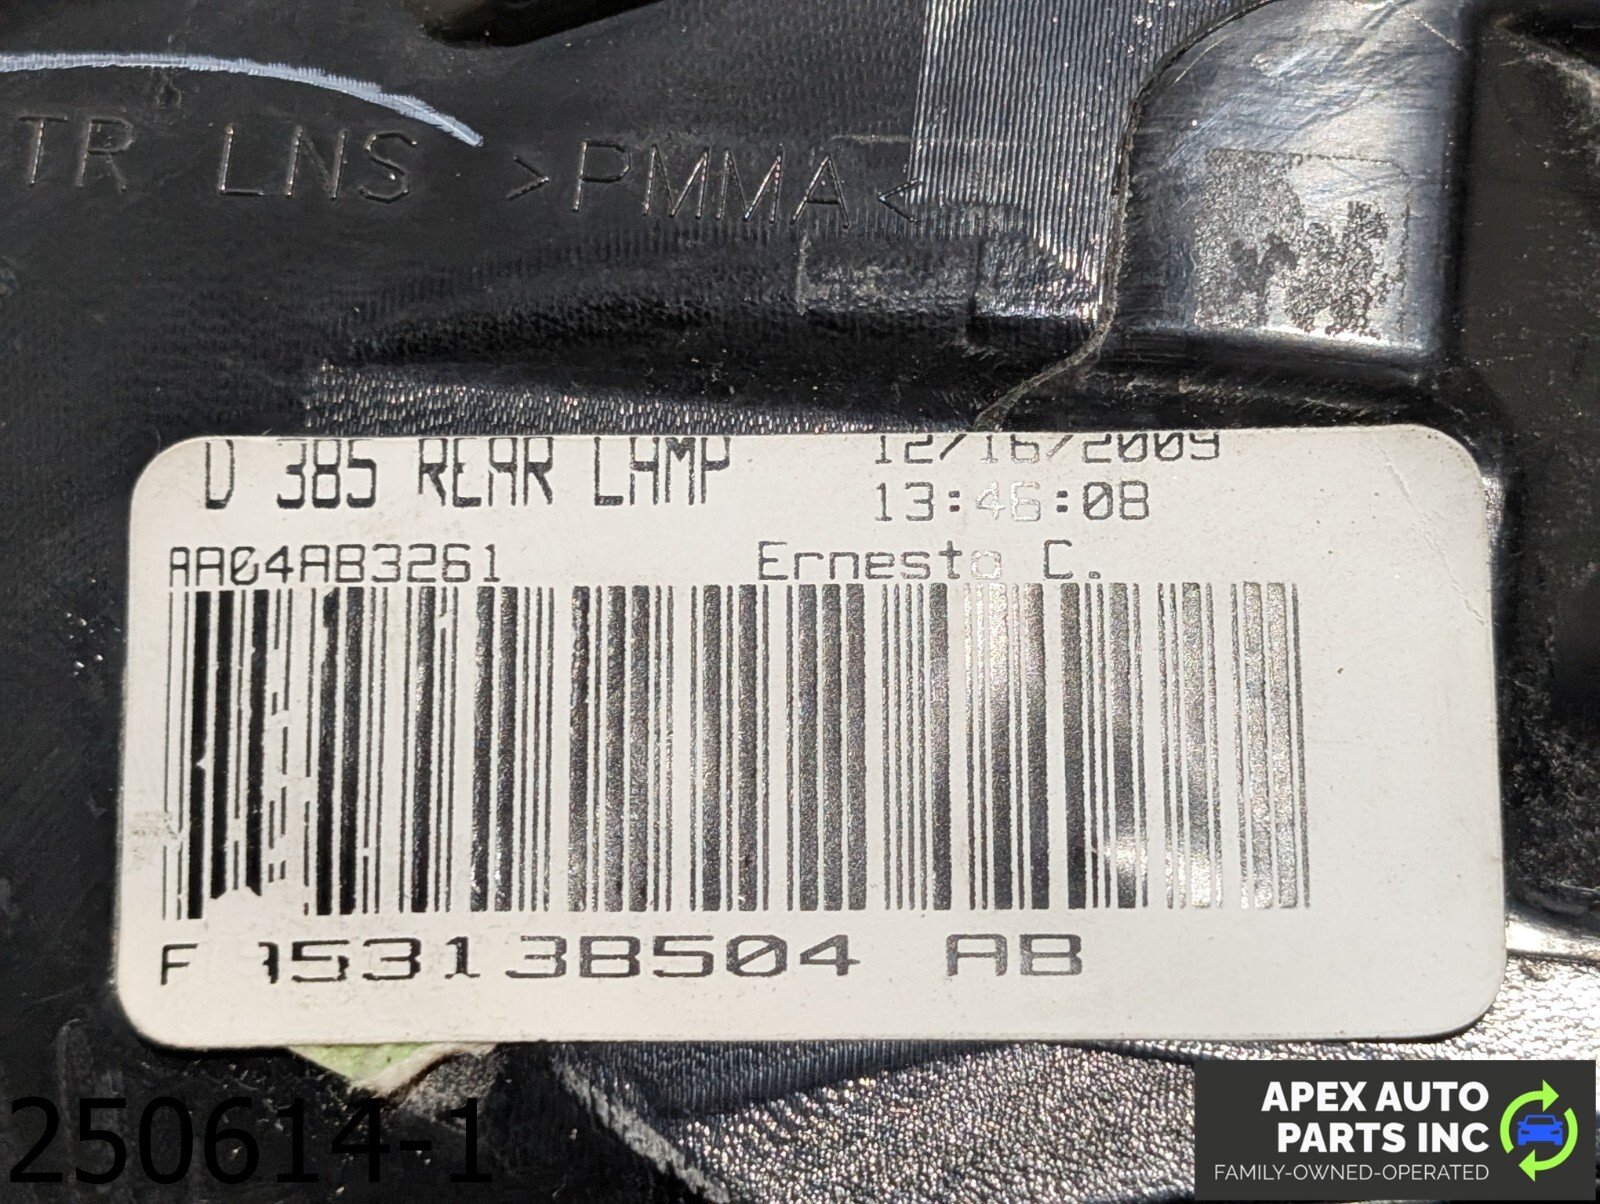 TR LNS >PMMA<
D 385 REAR LAMP 12/16/2009
13:46:08
AA04AB3261 Ernesto C.
AB
250614-1
APEX AUTO
PARTS INC
FAMILY-OWNED-OPERATED